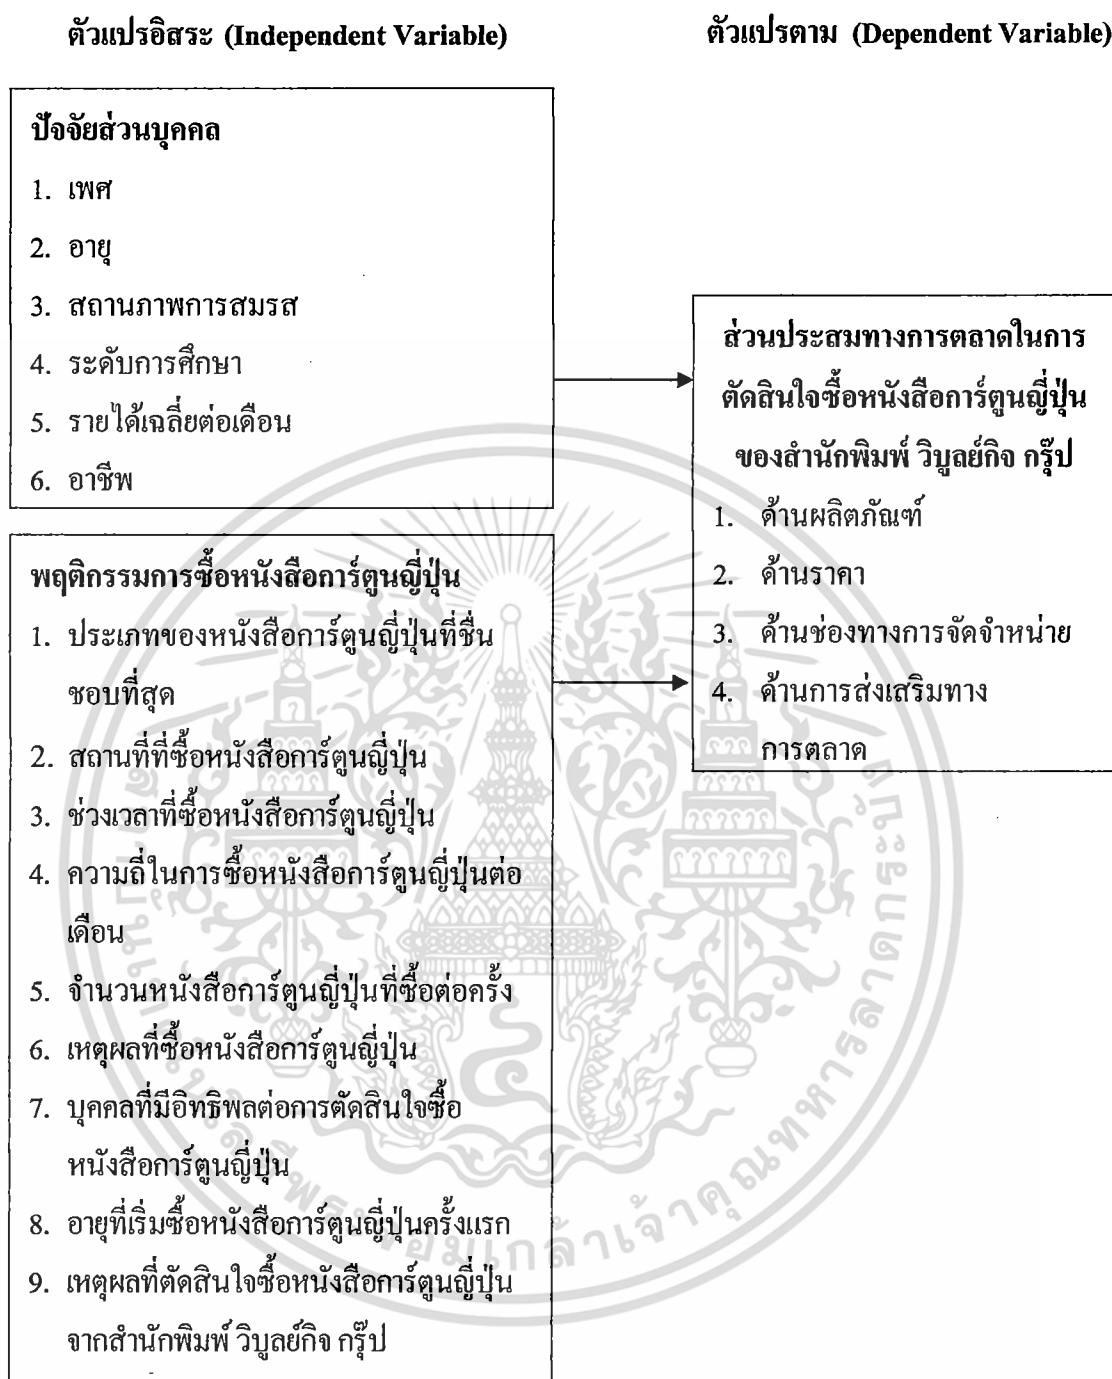 ตัวแปรอิสระ (Independent Variable)
ตัวแปรตาม (Dependent Variable)
ปัจจัยส่วนบุคคล
1. เพศ
2. อายุ
3. สถานภาพการสมรส
4. ระดับการศึกษา
5. รายได้เฉลี่ยต่อเดือน
6. อาชีพ
พฤติกรรมการซื้อหนังสือการ์ตูนญี่ปุ่น
1. ประเภทของหนังสือการ์ตูนญี่ปุ่นที่ชื่น
ชอบที่สุด
2. สถานที่ที่ซื้อหนังสือการ์ตูนญี่ปุ่น
3. ช่วงเวลาที่ซื้อหนังสือการ์ตูนญี่ปุ่น
4. ความถี่ในการซื้อหนังสือการ์ตูนญี่ปุ่นต่อ
เดือน
5. จำนวนหนังสือการ์ตูนญี่ปุ่นที่ซื้อต่อครั้ง
6. เหตุผลที่ซื้อหนังสือการ์ตูนญี่ปุ่น
7. บุคคลที่มีอิทธิพลต่อการตัดสินใจซื้อ
หนังสือการ์ตูนญี่ปุ่น
8. อายุที่เริ่มซื้อหนังสือการ์ตูนญี่ปุ่นครั้งแรก
9. เหตุผลที่ตัดสินใจซื้อหนังสือการ์ตูนญี่ปุ่น
จากสำนักพิมพ์ วิบูลย์กิจ กรุ๊ป
ส่วนประสมทางการตลาดในการ
ตัดสินใจซื้อหนังสือการ์ตูนญี่ปุ่น
ของสำนักพิมพ์ วิบูลย์กิจ กรุ๊ป
1. ด้านผลิตภัณฑ์
2. ด้านราคา
3. ด้านช่องทางการจัดจำหน่าย
4. ด้านการส่งเสริมทาง
การตลาด